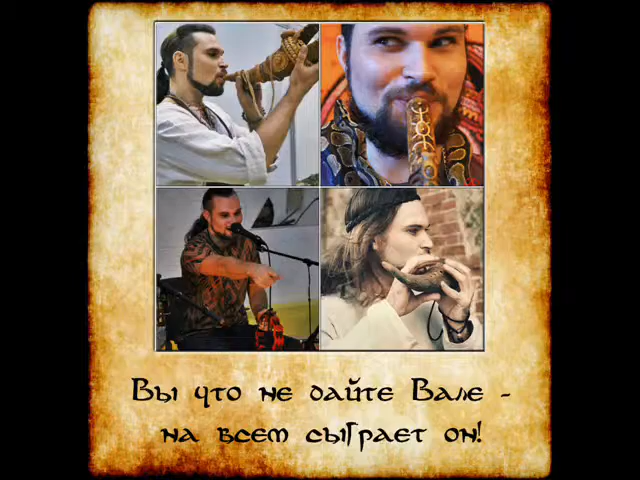 Вы что не дайте Вале -
на всем сыграет он!